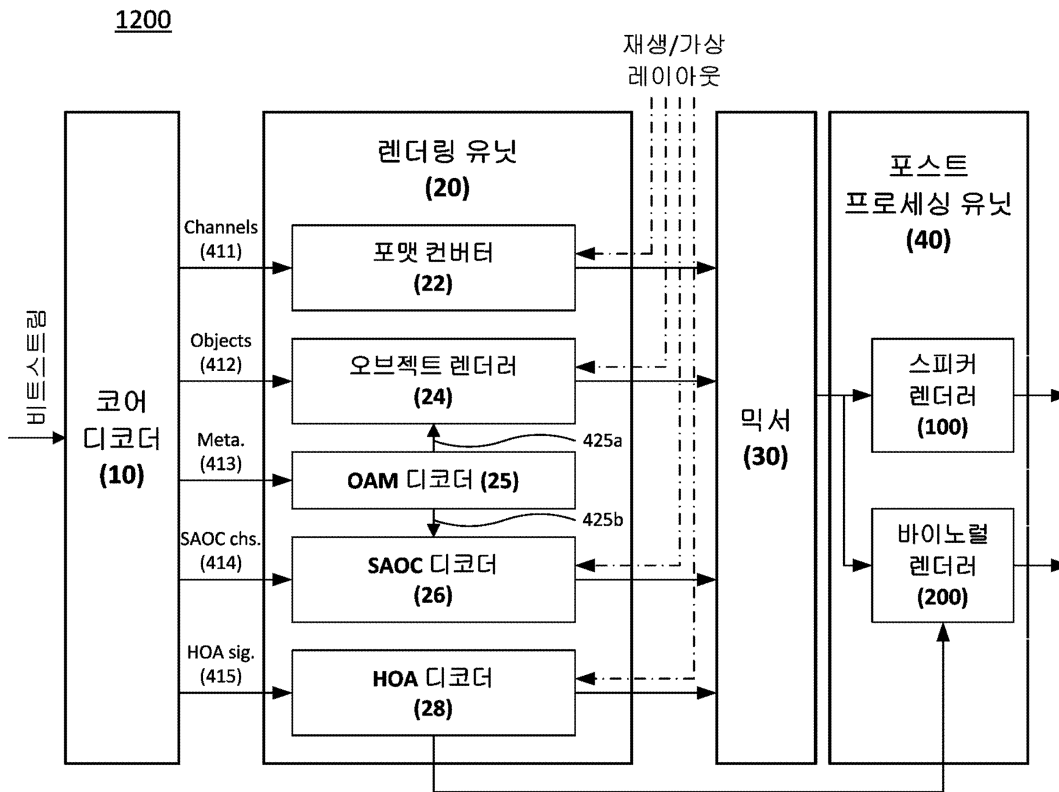 1200
재생/가상
레이아웃
비트스트림
코어
디코더
(10)
Channels
(411)
Objects
(412)
Meta.
(413)
SAOC chs.
(414)
HOA sig.
(415)
렌더링 유닛
(20)
포맷 컨버터
(22)
오브젝트 렌더러
(24)
425a
OAM 디코더 (25)
425b
SAOC 디코더
(26)
HOA 디코더
(28)
믹서
(30)
포스트
프로세싱 유닛
(40)
스피커
렌더러
(100)
바이노럴
렌더러
(200)